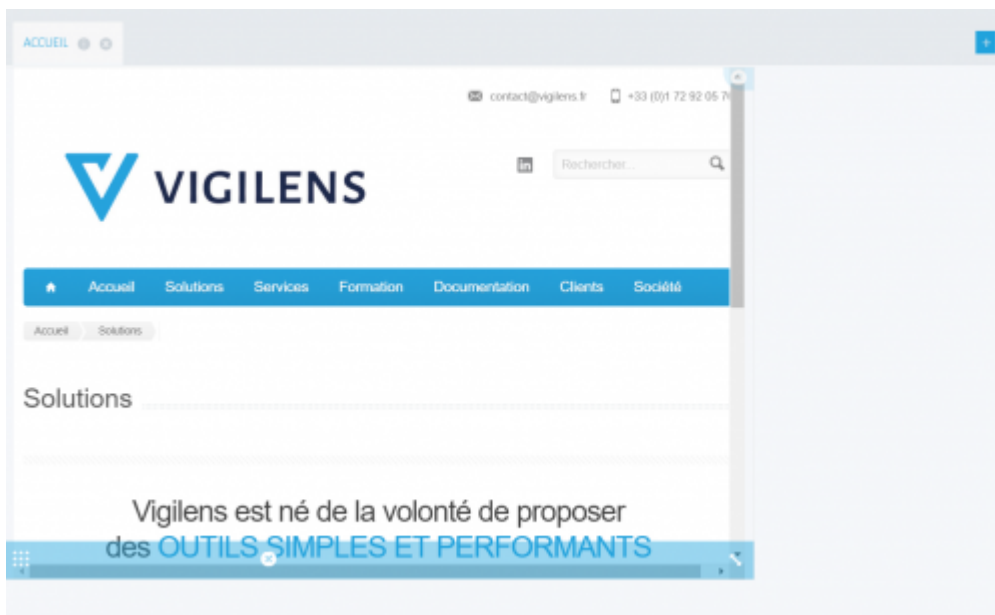 ACCUEIL
contact@vigilens.fr +33 (0)1 72 92 05
Rechercher...
VIGILENS
Accueil Solutions Services Formation Documentation Clients Société
Accueil Solutions
Solutions
Vigilens est né de la volonté de proposer
des OUTILS SIMPLES ET PERFORMANTS